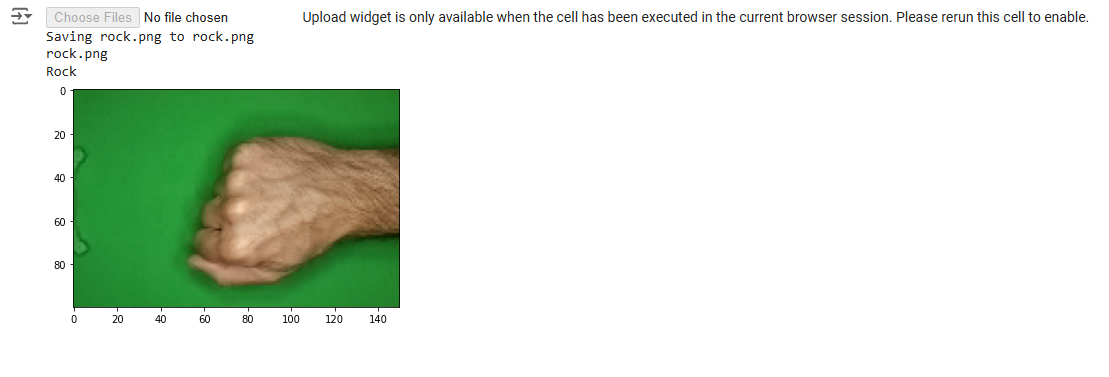 Choose Files No file chosen Upload widget is only available when the cell has been executed in the current browser session. Please rerun this cell to enable.
Saving rock.png to rock.png
rock.png
Rock
0
20
40
60
80
0 20 40 60 80 100 120 140